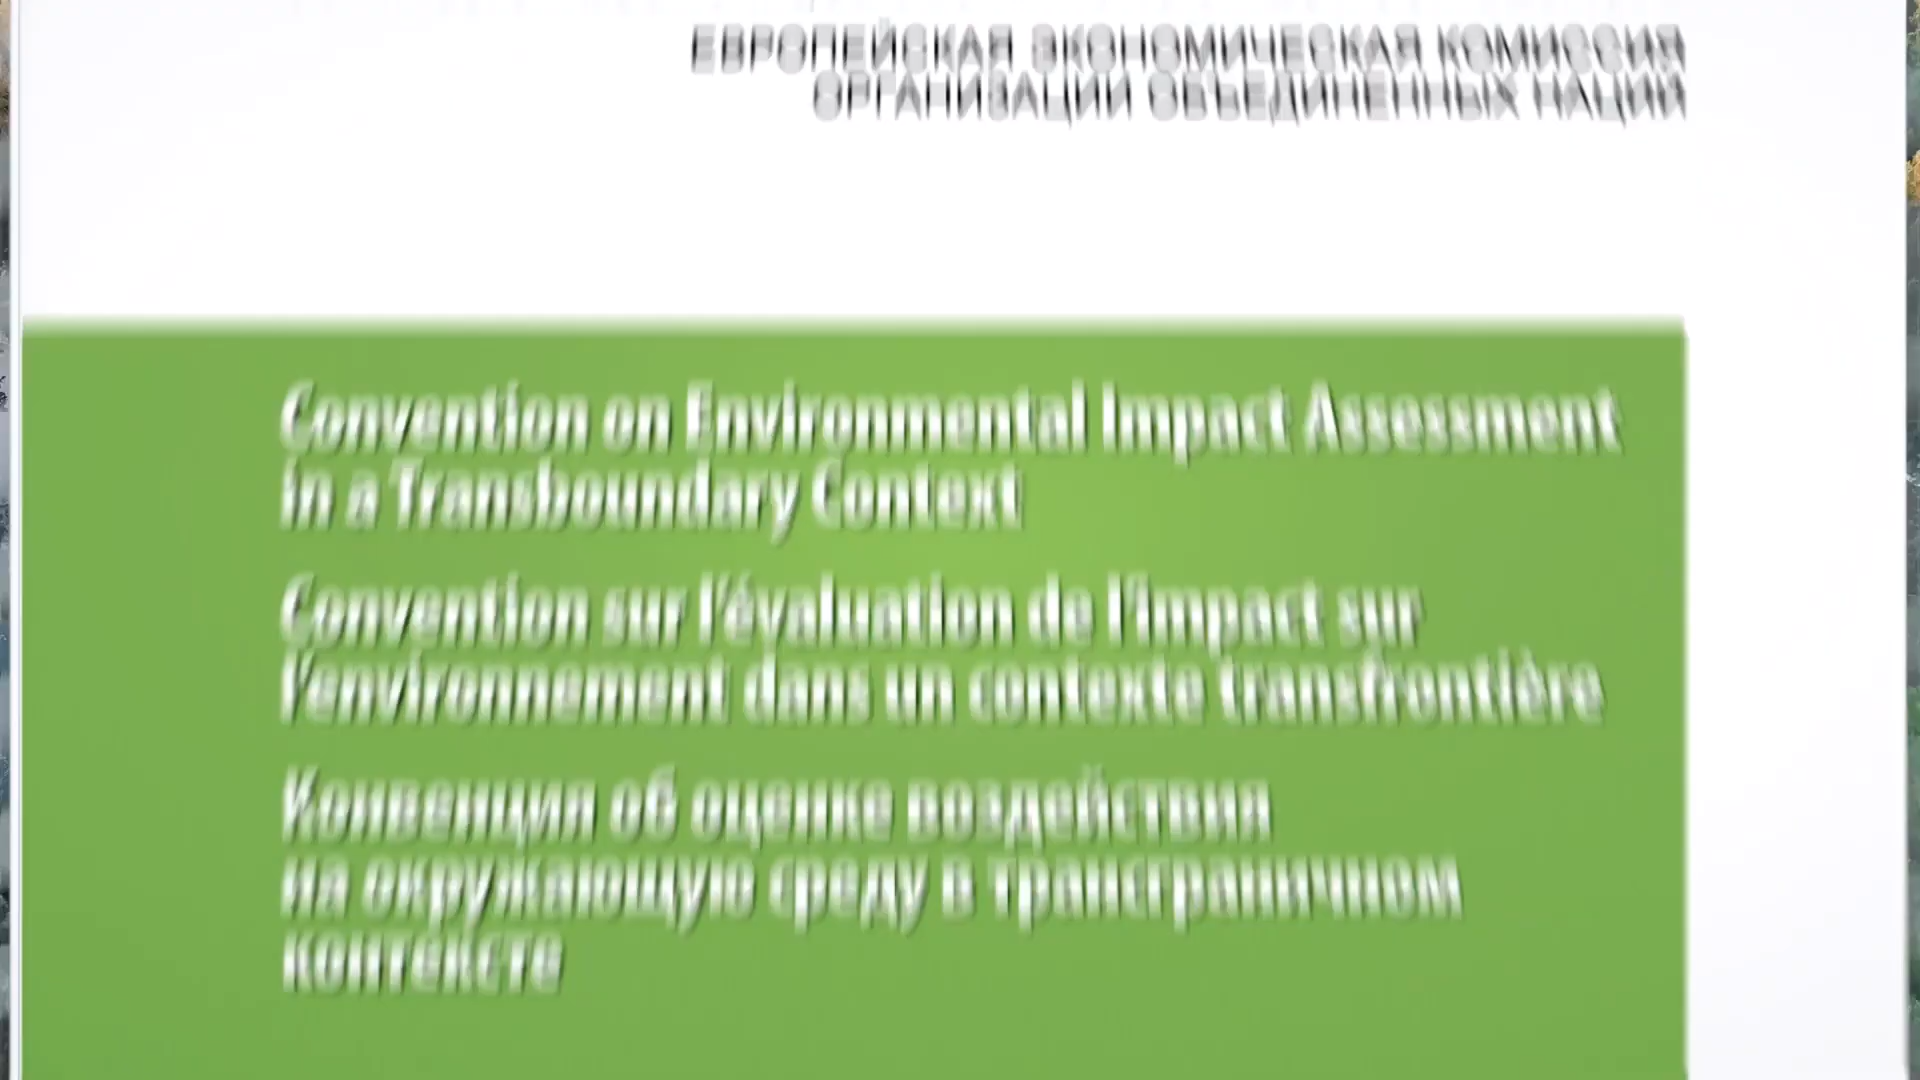 ЕВРОПЕЙСКАЯ ЭКОНОМИЧЕСКАЯ КОМИССИЯ
ОРГАНИЗАЦИИ ОБЪЕДИНЕННЫХ НАЦИЙ
Convention on Environmental Impact Assessment
in a Transboundary Context
Convention sur l'évaluation de l'impact sur
l'environnement dans un contexte transfrontière
Конвенция об оценке воздействия
на окружающую среду в трансграничном
контексте